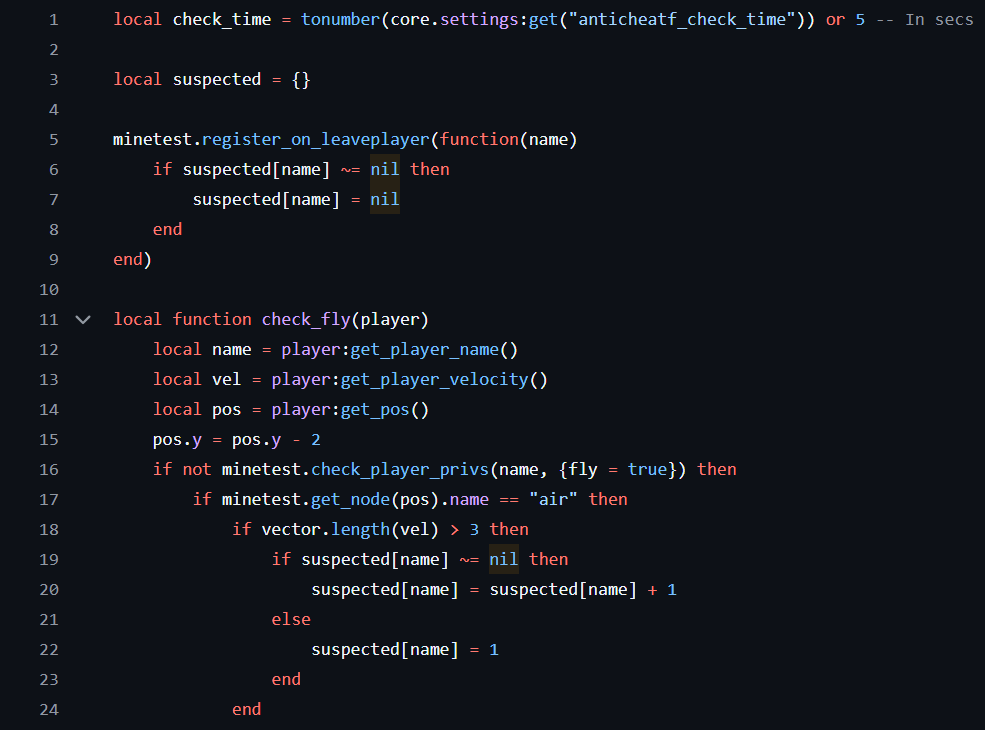 1 local check_time = tonumber(core.settings:get("anticheatf_check_time")) or 5 -- In secs
2
3 local suspected = {}
4
5 minetest.register_on_leaveplayer(function(name)
6     if suspected[name] ~= nil then
7         suspected[name] = nil
8     end
9 end)
10
11 local function check_fly(player)
12     local name = player:get_player_name()
13     local vel = player:get_player_velocity()
14     local pos = player:get_pos()
15     pos.y = pos.y - 2
16     if not minetest.check_player_privs(name, {fly = true}) then
17         if minetest.get_node(pos).name == "air" then
18             if vector.length(vel) > 3 then
19                 if suspected[name] ~= nil then
20                     suspected[name] = suspected[name] + 1
21                 else
22                     suspected[name] = 1
23                 end
24             end